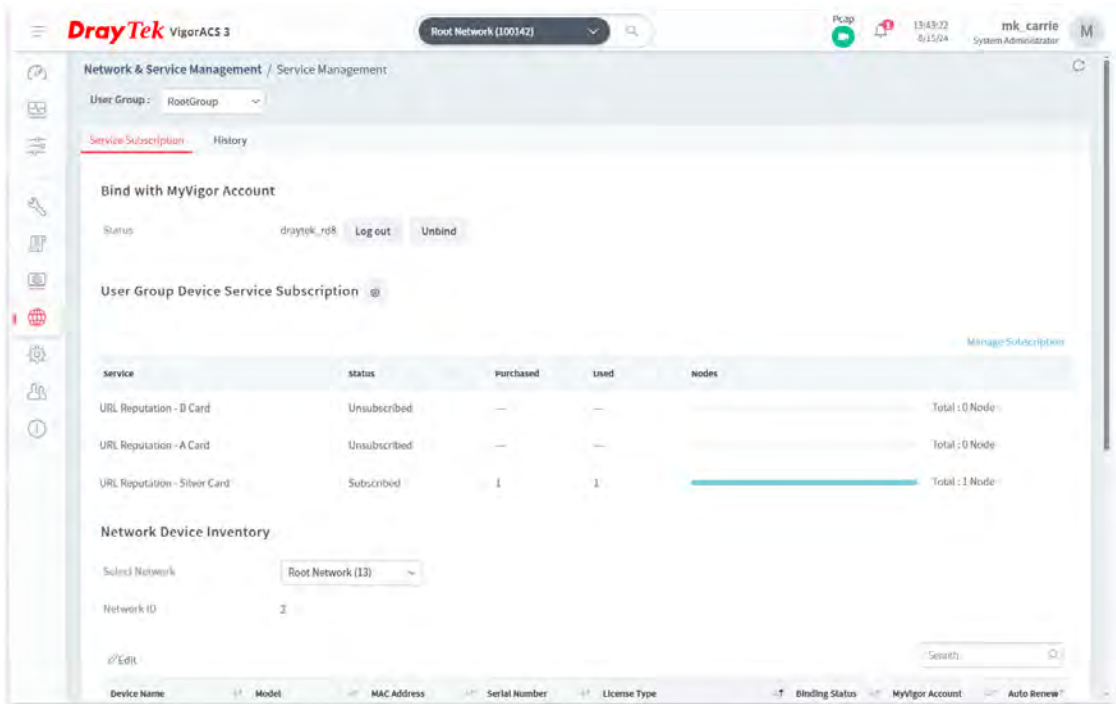 DrayTek VigorACS 3
Root Network (100142)
Pcap
1
13:43:22
8/15/24
mk_carrie
System Administrator
M
Network & Service Management / Service Management
User Group :
RootGroup
Service Subscription
History
Bind with MyVigor Account
Status
draytek_rd8
Log out
Unbind
User Group Device Service Subscription
Manage Subscription
Service Status Purchased Used Nodes
URL Reputation - B Card Unsubscribed --- --- Total : 0 Node
URL Reputation - A Card Unsubscribed --- --- Total : 0 Node
URL Reputation - Silver Card Subscribed 1 1 Total : 1 Node
Network Device Inventory
Select Network
Root Network (13)
Network ID
2
Edit
Search
Device Name Model MAC Address Serial Number License Type Binding Status MyVigor Account Auto Renew